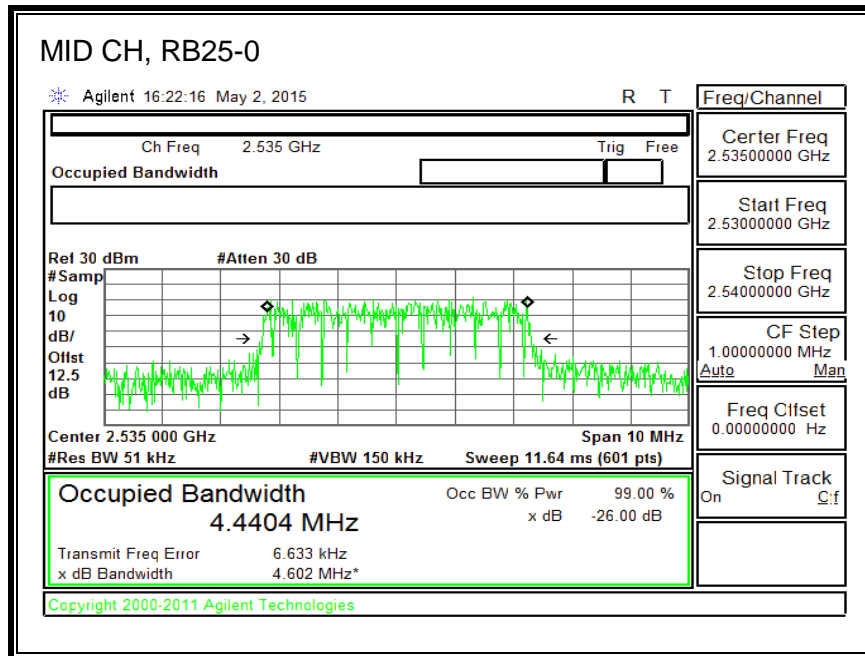 MID CH, RB25-0
Agilent 16:22:16 May 2, 2015 R T
Ch Freq 2.535 GHz Trig Free
Occupied Bandwidth
Ref 30 dBm #Atten 30 dB
#Samp
Log
10
dB/
Offst
12.5
dB
Center 2.535 000 GHz Span 10 MHz
#Res BW 51 kHz #VBW 150 kHz Sweep 11.64 ms (601 pts)
Occupied Bandwidth
4.4404 MHz
Occ BW % Pwr 99.00 %
x dB -26.00 dB
Transmit Freq Error 6.633 kHz
x dB Bandwidth 4.602 MHz*
Copyright 2000-2011 Agilent Technologies
Freq/Channel
Center Freq
2.53500000 GHz
Start Freq
2.53000000 GHz
Stop Freq
2.54000000 GHz
CF Step
1.00000000 MHz
Auto Man
Freq Offset
0.00000000 Hz
Signal Track
On Off